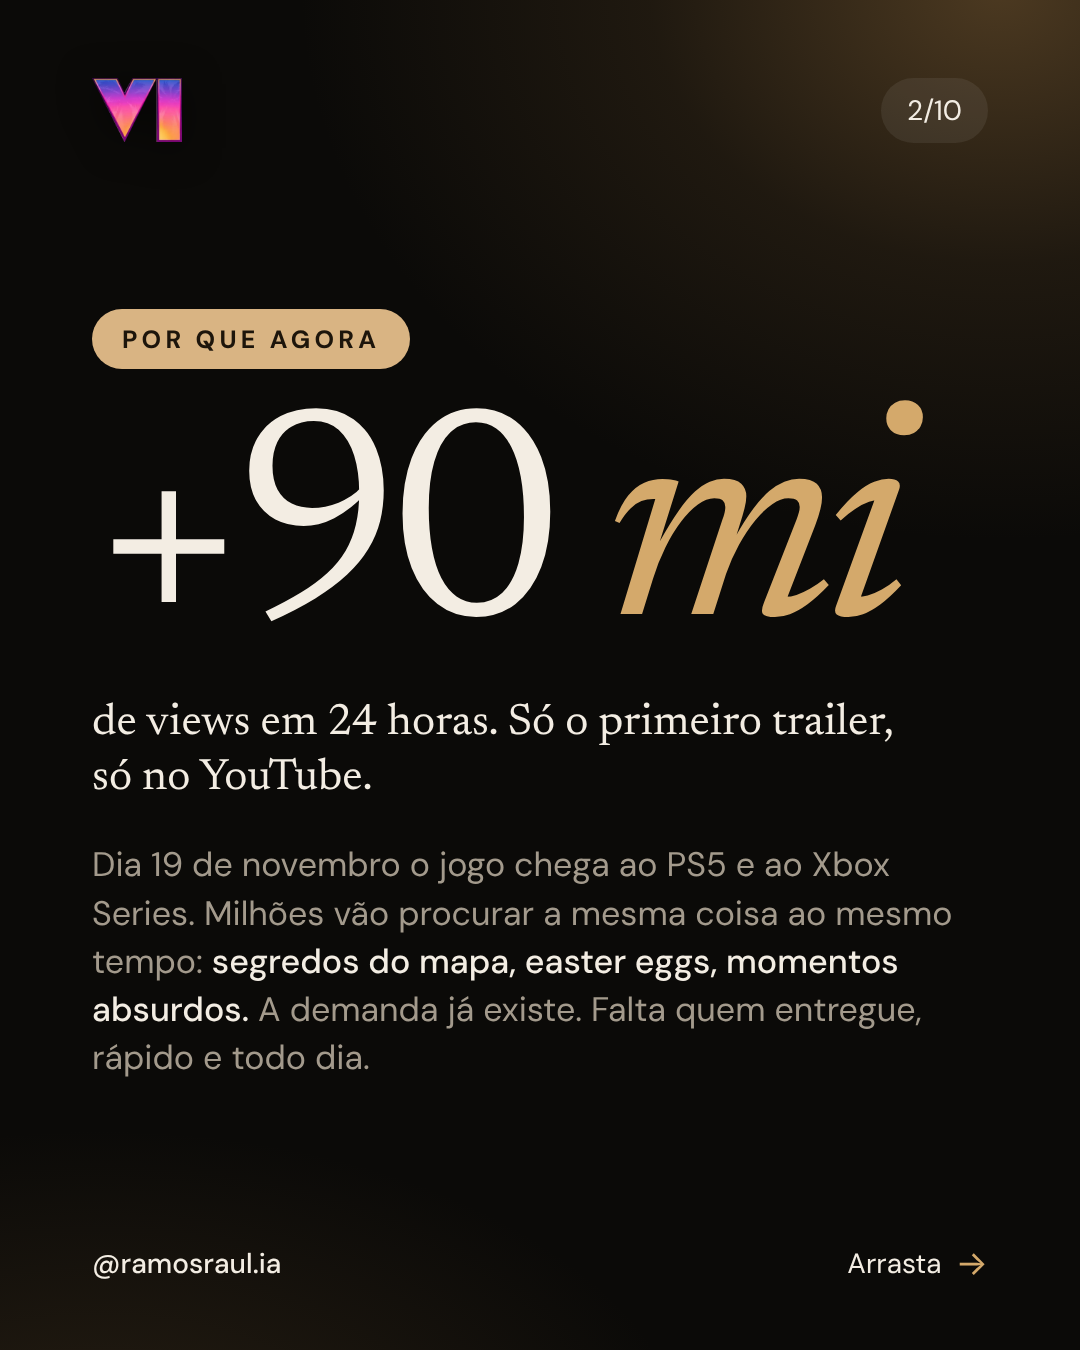 VI
2/10
POR QUE AGORA
+90 mi
de views em 24 horas. Só o primeiro trailer,
só no YouTube.
Dia 19 de novembro o jogo chega ao PS5 e ao Xbox
Series. Milhões vão procurar a mesma coisa ao mesmo
tempo: segredos do mapa, easter eggs, momentos
absurdos. A demanda já existe. Falta quem entregue,
rápido e todo dia.
@ramosraul.ia
Arrasta →